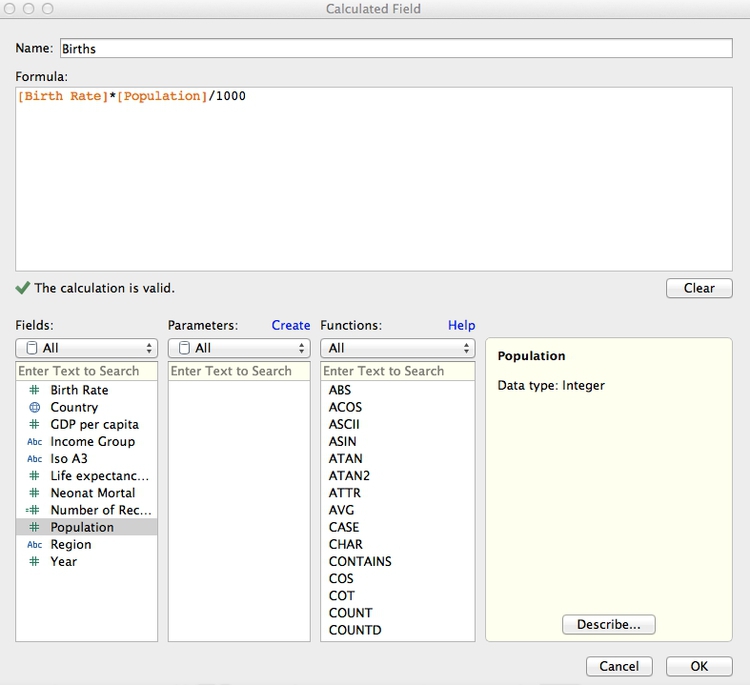 Calculated Field
Name: Births
Formula:
[Birth Rate]*[Population]/1000
The calculation is valid.
Clear
Fields:
All
Enter Text to Search
# Birth Rate
Country
# GDP per capita
Abc Income Group
Abc Iso A3
# Life expectanc...
# Neonat Mortal
=# Number of Rec...
# Population
Abc Region
# Year
Parameters: Create
All
Enter Text to Search
Functions: Help
All
Enter Text to Search
ABS
ACOS
ASCII
ASIN
ATAN
ATAN2
ATTR
AVG
CASE
CHAR
CONTAINS
COS
COT
COUNT
COUNTD
Population
Data type: Integer
Describe...
Cancel
OK